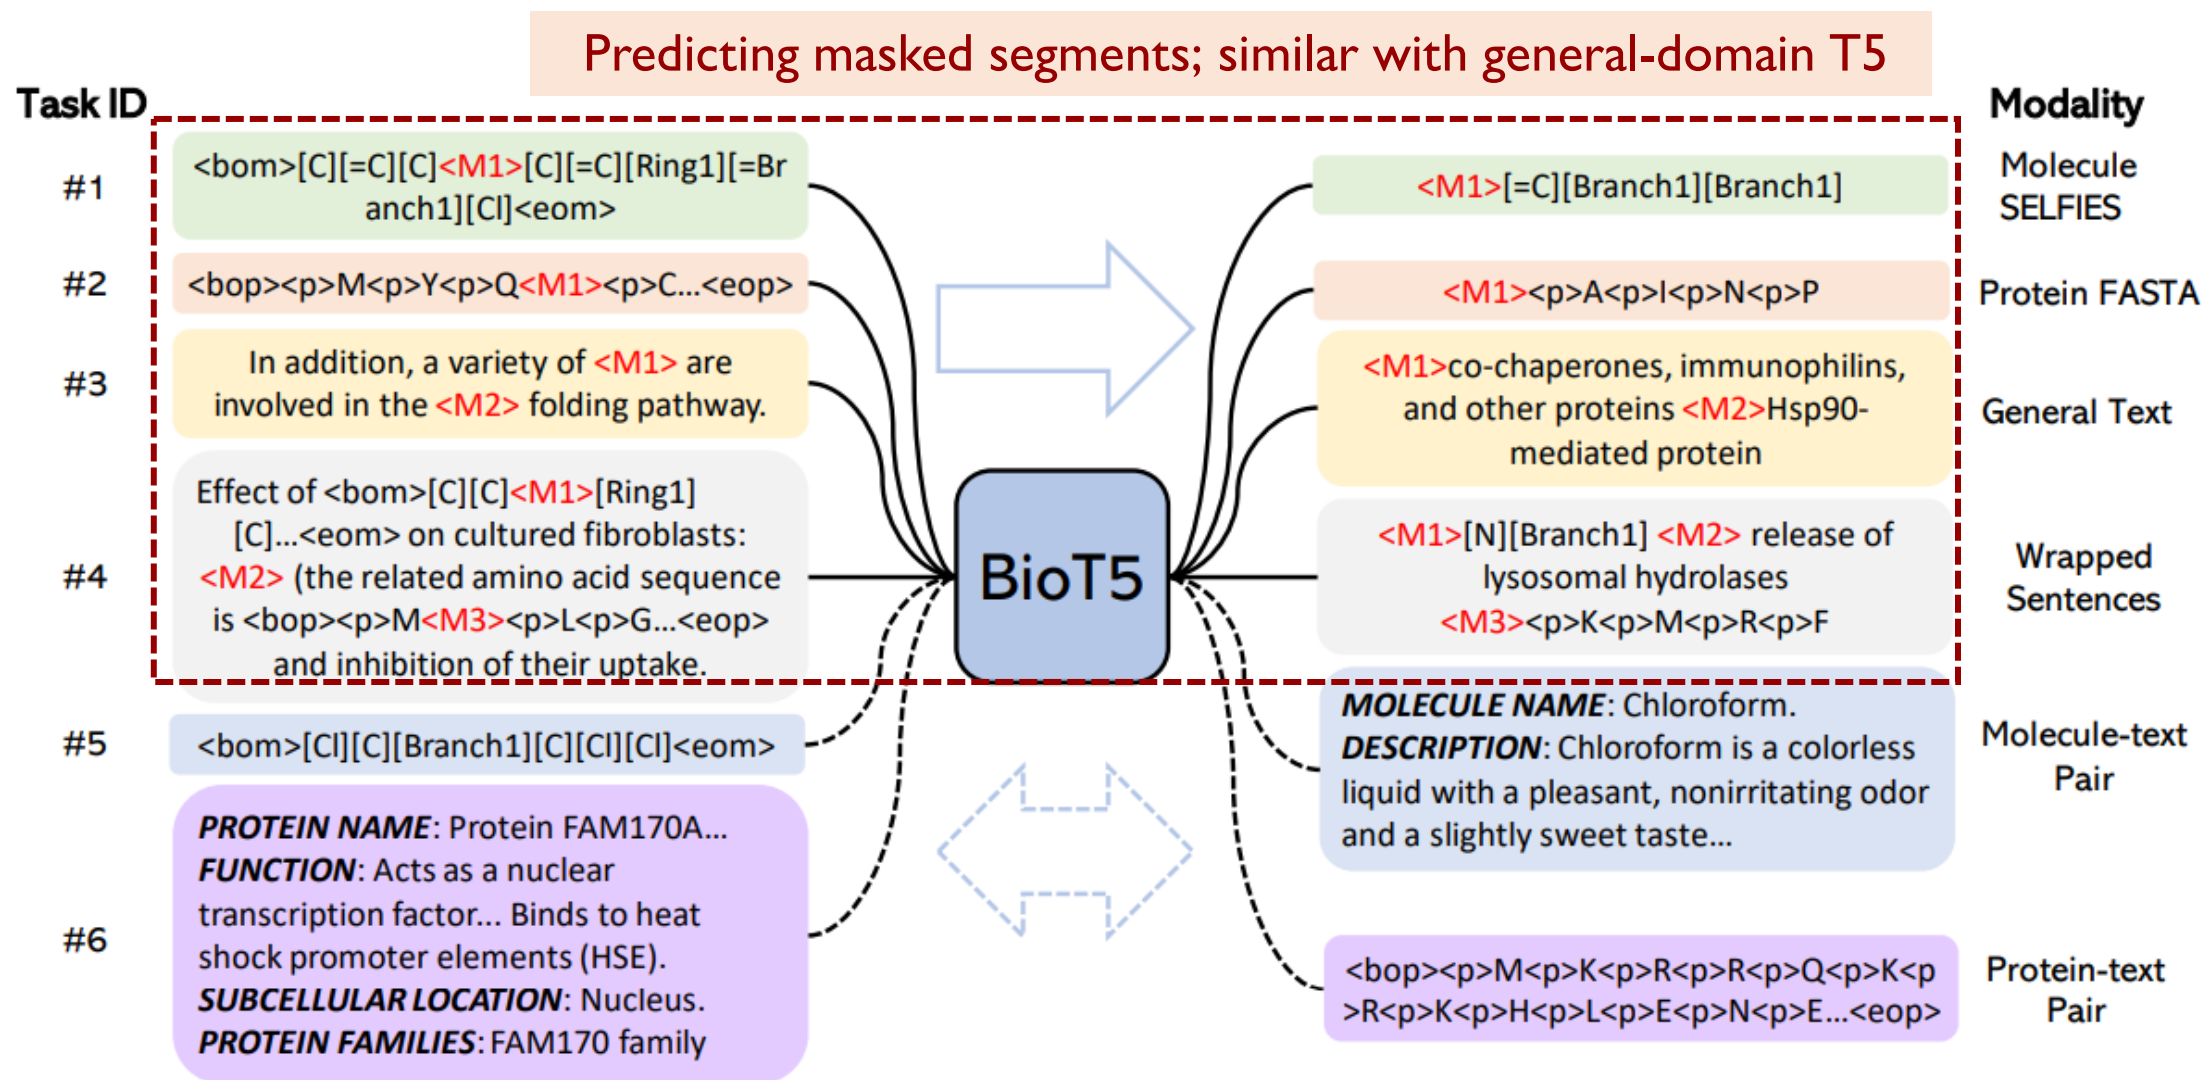 Predicting masked segments; similar with general-domain T5
Task ID
Modality
#1
<bom>[C][=C][C]<M1>[C][=C][Ring1][=Br
anch1][Cl]<eom>
<M1>[=C][Branch1][Branch1]
Molecule
SELFIES
#2
<bop><p>M<p>Y<p>Q<M1><p>C...<eop>
<M1><p>A<p>I<p>N<p>P
Protein FASTA
#3
In addition, a variety of <M1> are
involved in the <M2> folding pathway.
<M1>co-chaperones, immunophilins,
and other proteins <M2>Hsp90-
mediated protein
General Text
#4
Effect of <bom>[C][C]<M1>[Ring1]
[C]...<eom> on cultured fibroblasts:
<M2> (the related amino acid sequence
is <bop><p>M<M3><p>L<p>G...<eop>
and inhibition of their uptake.
BioT5
<M1>[N][Branch1] <M2> release of
lysosomal hydrolases
<M3><p>K<p>M<p>R<p>F
Wrapped
Sentences
#5
<bom>[Cl][C][Branch1][C][Cl][Cl]<eom>
MOLECULE NAME: Chloroform.
DESCRIPTION: Chloroform is a colorless
liquid with a pleasant, nonirritating odor
and a slightly sweet taste...
Molecule-text
Pair
#6
PROTEIN NAME: Protein FAM170A...
FUNCTION: Acts as a nuclear
transcription factor... Binds to heat
shock promoter elements (HSE).
SUBCELLULAR LOCATION: Nucleus.
PROTEIN FAMILIES: FAM170 family
<bop><p>M<p>K<p>R<p>R<p>Q<p>K<p
>R<p>K<p>H<p>L<p>E<p>N<p>E...<eop>
Protein-text
Pair